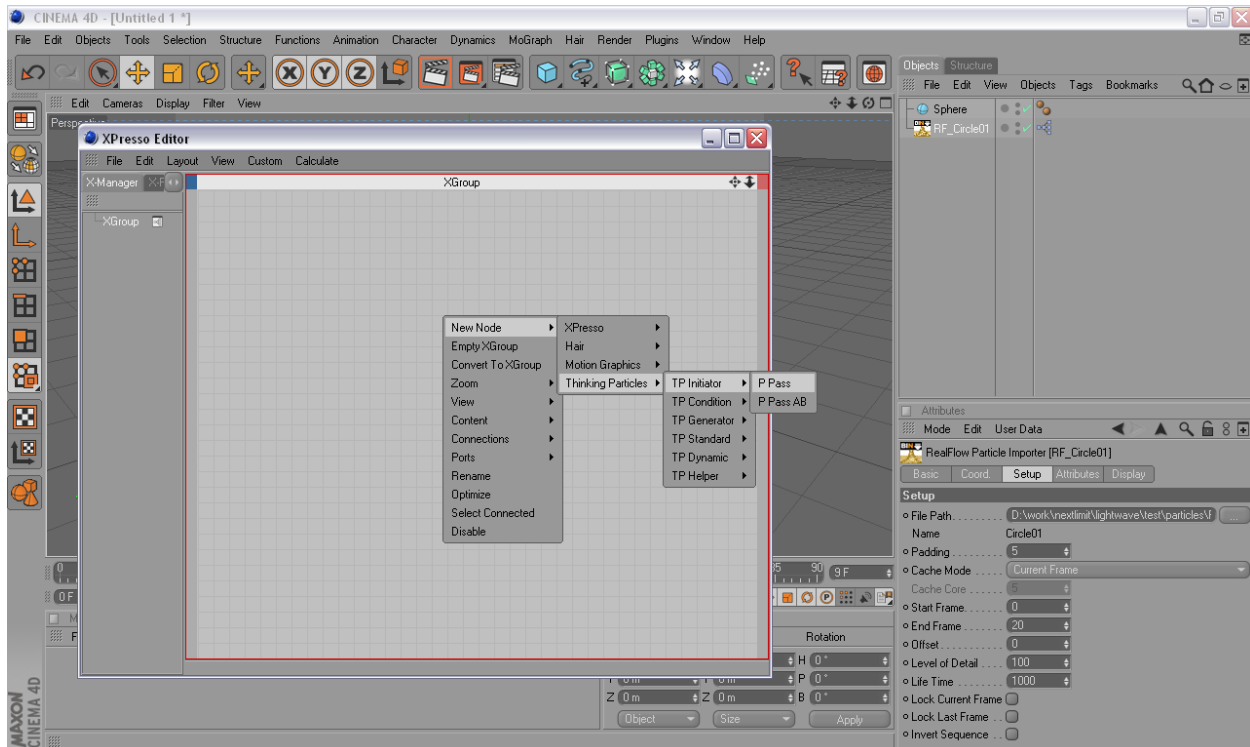 CINEMA 4D - [Untitled 1 *]
File Edit Objects Tools Selection Structure Functions Animation Character Dynamics MoGraph Hair Render Plugins Window Help
Edit Cameras Display Filter View
XPresso Editor
File Edit Layout View Custom Calculate
X-Manager
XGroup
XGroup
New Node
Empty XGroup
Convert To XGroup
Zoom
View
Content
Connections
Ports
Rename
Optimize
Select Connected
Disable
XPresso
Hair
Motion Graphics
Thinking Particles
TP Initiator
TP Condition
TP Generator
TP Standard
TP Dynamic
TP Helper
P Pass
P Pass AB
0
90
9 F
Rotation
H 0 °
P 0 °
Z 0 m Z 0 m B 0 °
Object Size Apply
MAXON
CINEMA 4D
Objects Structure
File Edit View Objects Tags Bookmarks
Sphere
RF_Circle01
Attributes
Mode Edit User Data
RealFlow Particle Importer [RF_Circle01]
Basic Coord. Setup Attributes Display
Setup
File Path D:\work\nextlimit\lightwave\test\particles\ ...
Name Circle01
Padding 5
Cache Mode Current Frame
Cache Core 5
Start Frame 0
End Frame 20
Offset 0
Level of Detail 100
Life Time 1000
Lock Current Frame
Lock Last Frame
Invert Sequence